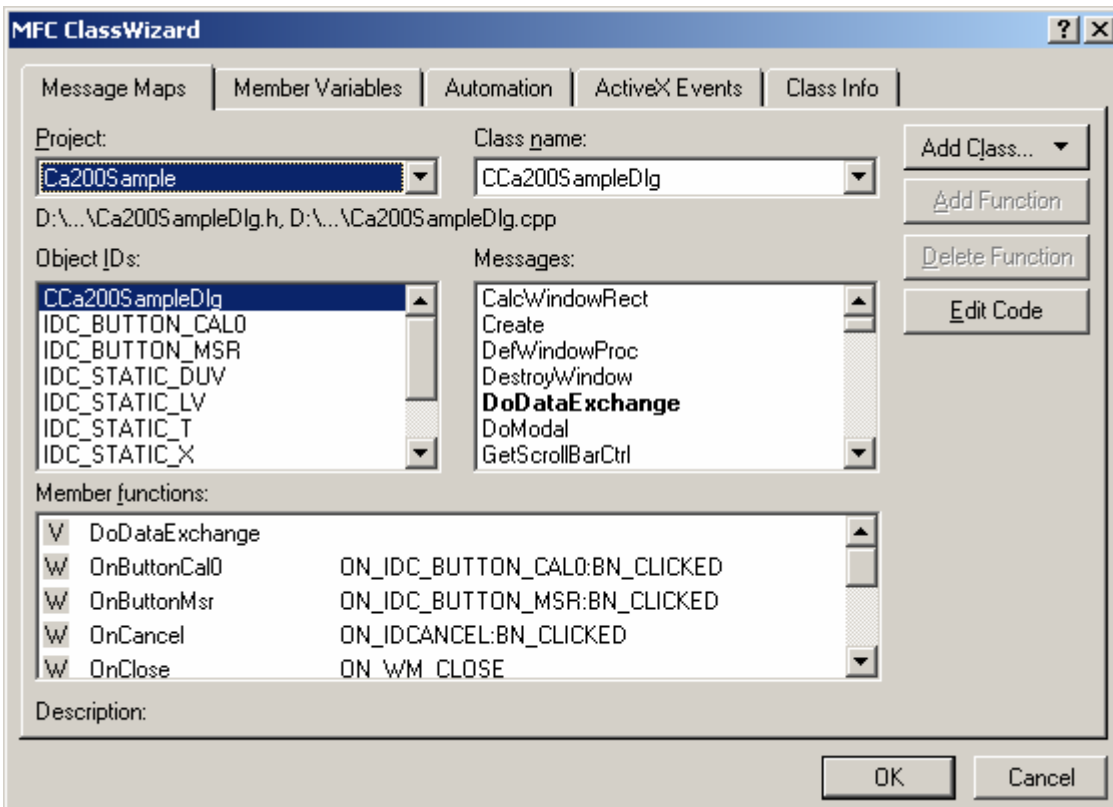 MFC ClassWizard
Message Maps Member Variables Automation ActiveX Events Class Info
Project: Class name:
Ca200Sample CCa200SampleDlg
Add Class...
D:\...\Ca200SampleDlg.h, D:\...\Ca200SampleDlg.cpp
Add Function
Object IDs: Messages:
Delete Function
CCa200SampleDlg CalcWindowRect
IDC_BUTTON_CAL0 Create
Edit Code
IDC_BUTTON_MSR DefWindowProc
IDC_STATIC_DUV DestroyWindow
IDC_STATIC_LV DoDataExchange
IDC_STATIC_T DoModal
IDC_STATIC_X GetScrollBarCtrl
Member functions:
V DoDataExchange
W OnButtonCal0 ON_IDC_BUTTON_CAL0:BN_CLICKED
W OnButtonMsr ON_IDC_BUTTON_MSR:BN_CLICKED
W OnCancel ON_IDCANCEL:BN_CLICKED
W OnClose ON_WM_CLOSE
Description:
OK Cancel